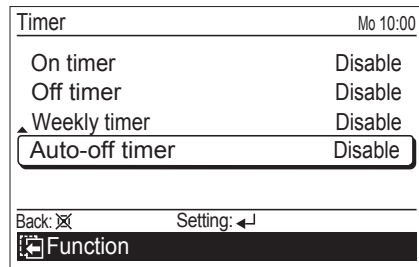 Timer Mo 10:00
On timer Disable
Off timer Disable
Weekly timer Disable
Auto-off timer Disable
Back: Setting:
Function